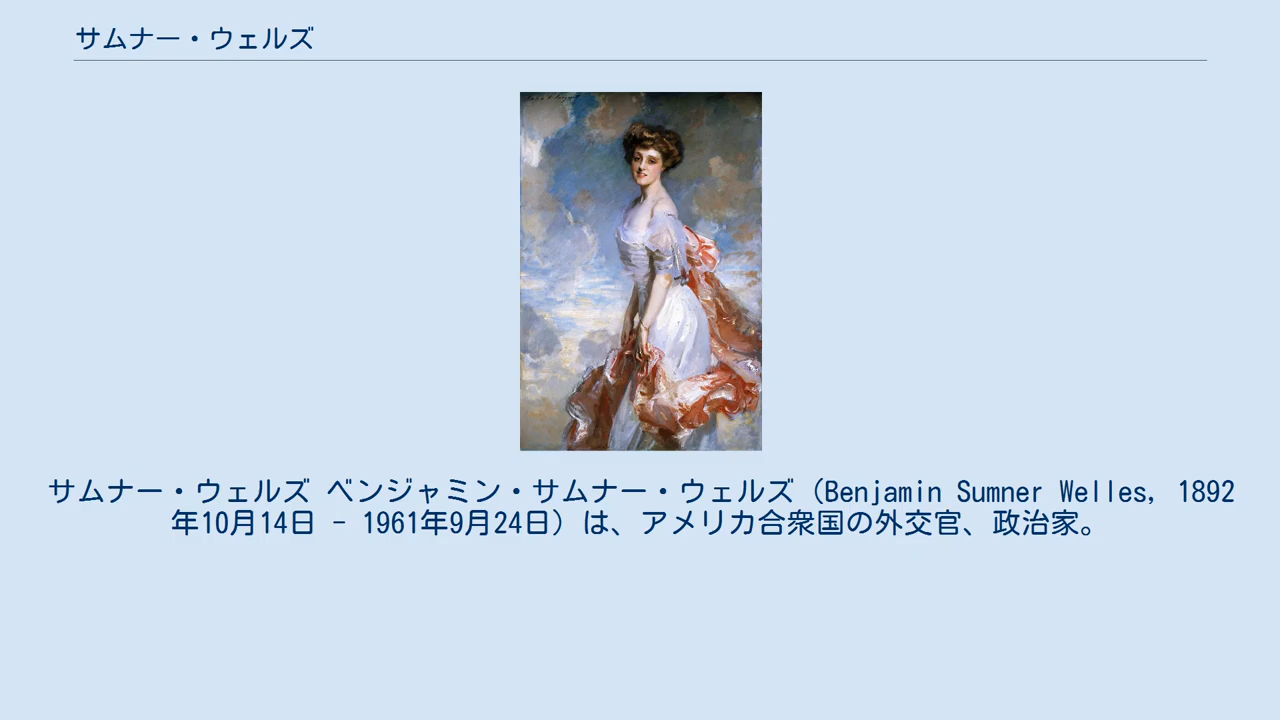 サムナー・ウェルズ
サムナー・ウェルズ ベンジャミン・サムナー・ウェルズ（Benjamin Sumner Welles, 1892
年10月14日 - 1961年9月24日）は、アメリカ合衆国の外交官、政治家。